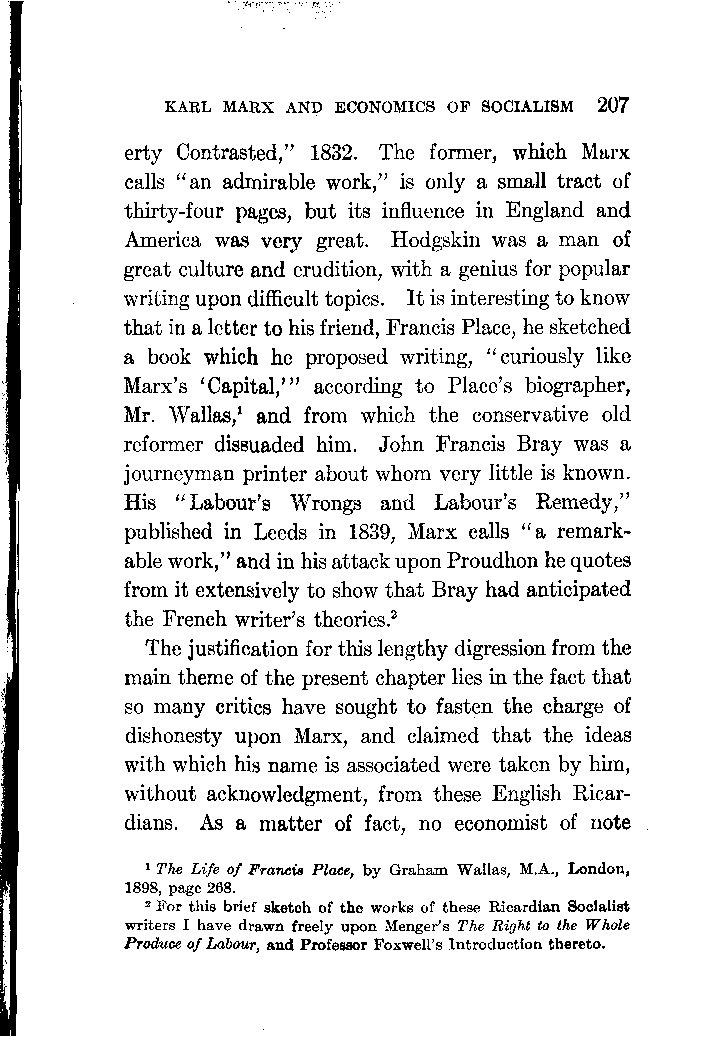 KARL MARX AND ECONOMICS OF SOCIALISM 207
erty Contrasted,” 1832. The former, which Marx
calls “an admirable work,” is only a small tract of
thirty-four pages, but its influence in England and
America was very great. Hodgskin was a man of
great culture and erudition, with a genius for popular
writing upon difficult topics. It is interesting to know
that in a letter to his friend, Francis Place, he sketched
a book which he proposed writing, “curiously like
Marx's ‘Capital,’” according to Place's biographer,
Mr. Wallas,¹ and from which the conservative old
reformer dissuaded him. John Francis Bray was a
journeyman printer about whom very little is known.
His “Labour's Wrongs and Labour's Remedy,”
published in Leeds in 1839, Marx calls “a remark-
able work,” and in his attack upon Proudhon he quotes
from it extensively to show that Bray had anticipated
the French writer's theories.²
The justification for this lengthy digression from the
main theme of the present chapter lies in the fact that
so many critics have sought to fasten the charge of
dishonesty upon Marx, and claimed that the ideas
with which his name is associated were taken by him,
without acknowledgment, from these English Ricar-
dians. As a matter of fact, no economist of note
¹ The Life of Francis Place, by Graham Wallas, M.A., London,
1898, page 268.
² For this brief sketch of the works of these Ricardian Socialist
writers I have drawn freely upon Menger's The Right to the Whole
Produce of Labour, and Professor Foxwell's Introduction thereto.